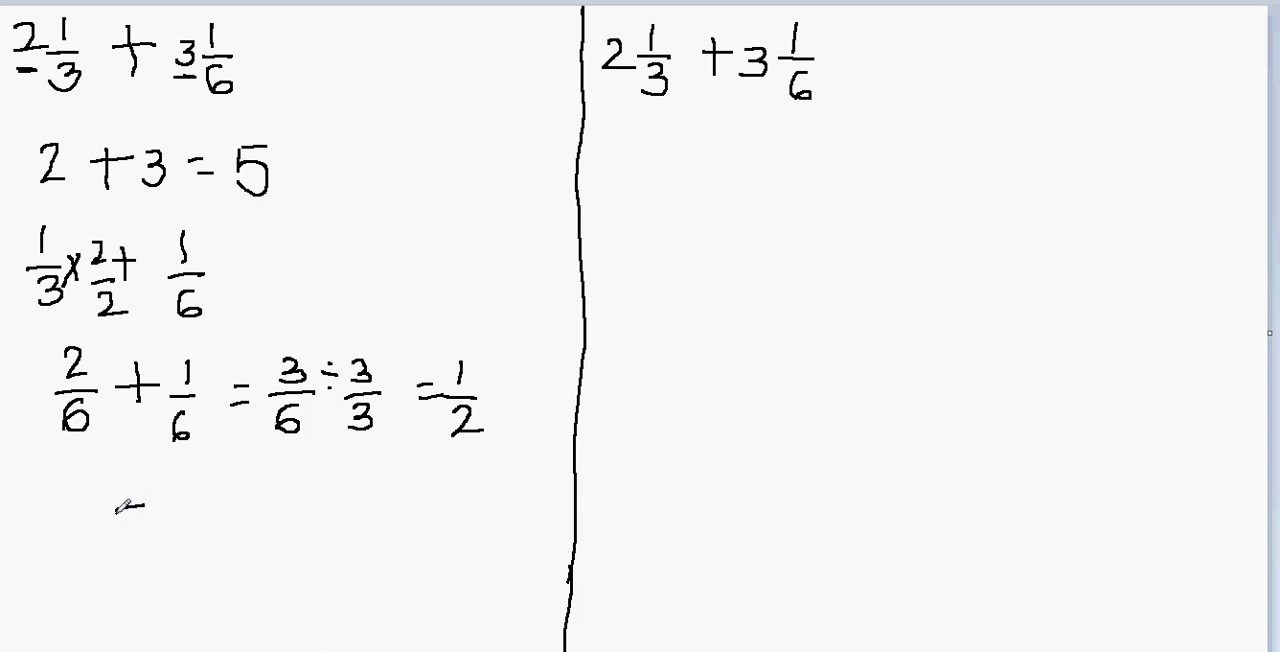 2 1/3 + 3 1/6
2 + 3 = 5
1/3 × 2/2 + 1/6
2/6 + 1/6 = 3/6 ÷ 3/3 = 1/2
2 1/3 + 3 1/6